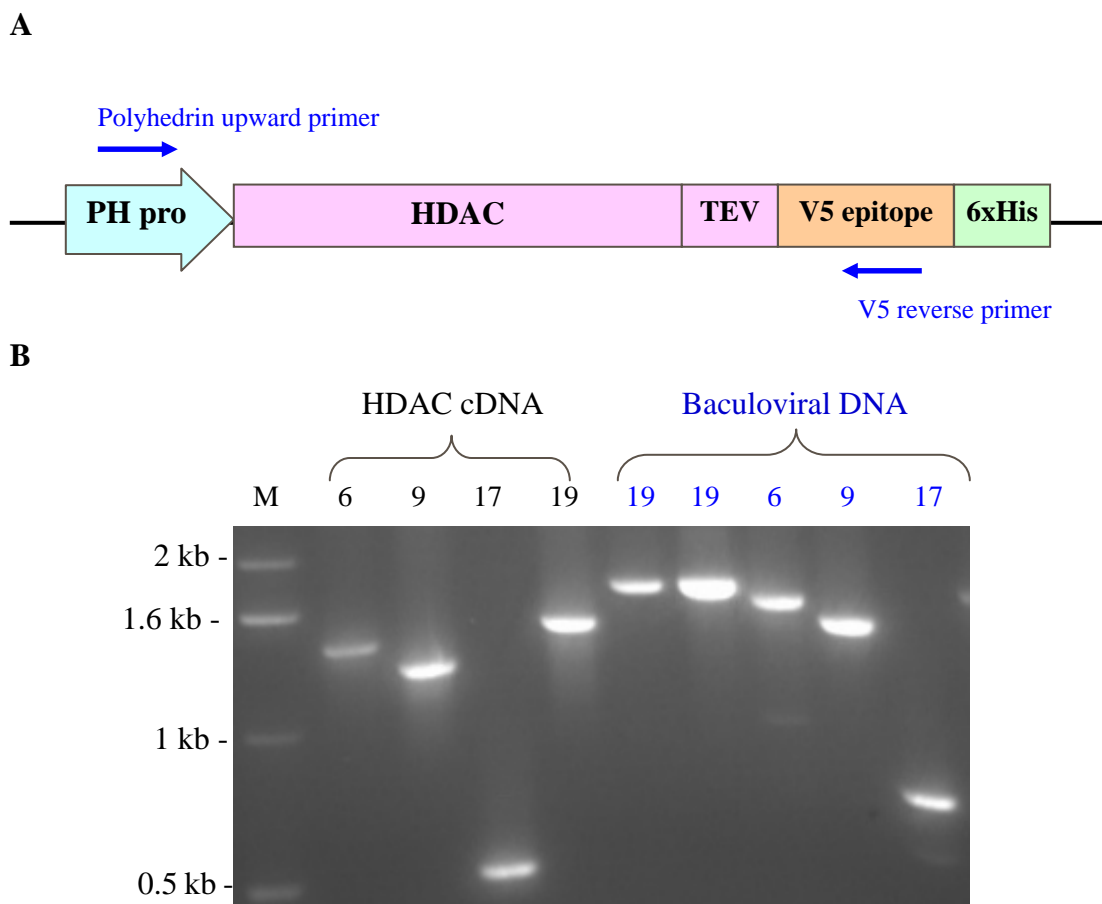 A
Polyhedrin upward primer
PH pro
HDAC
TEV
V5 epitope
6xHis
V5 reverse primer
B
HDAC cDNA
Baculoviral DNA
M 6 9 17 19 19 19 6 9 17
2 kb -
1.6 kb -
1 kb -
0.5 kb -